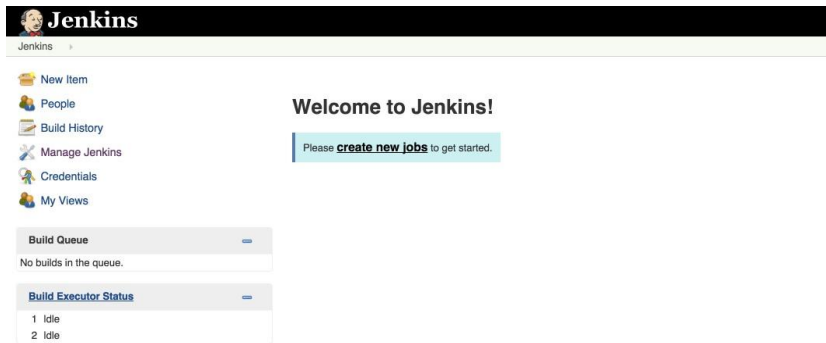 Jenkins
Jenkins
New Item
People
Build History
Manage Jenkins
Credentials
My Views
Build Queue
No builds in the queue.
Build Executor Status
1 Idle
2 Idle
Welcome to Jenkins!
Please create new jobs to get started.